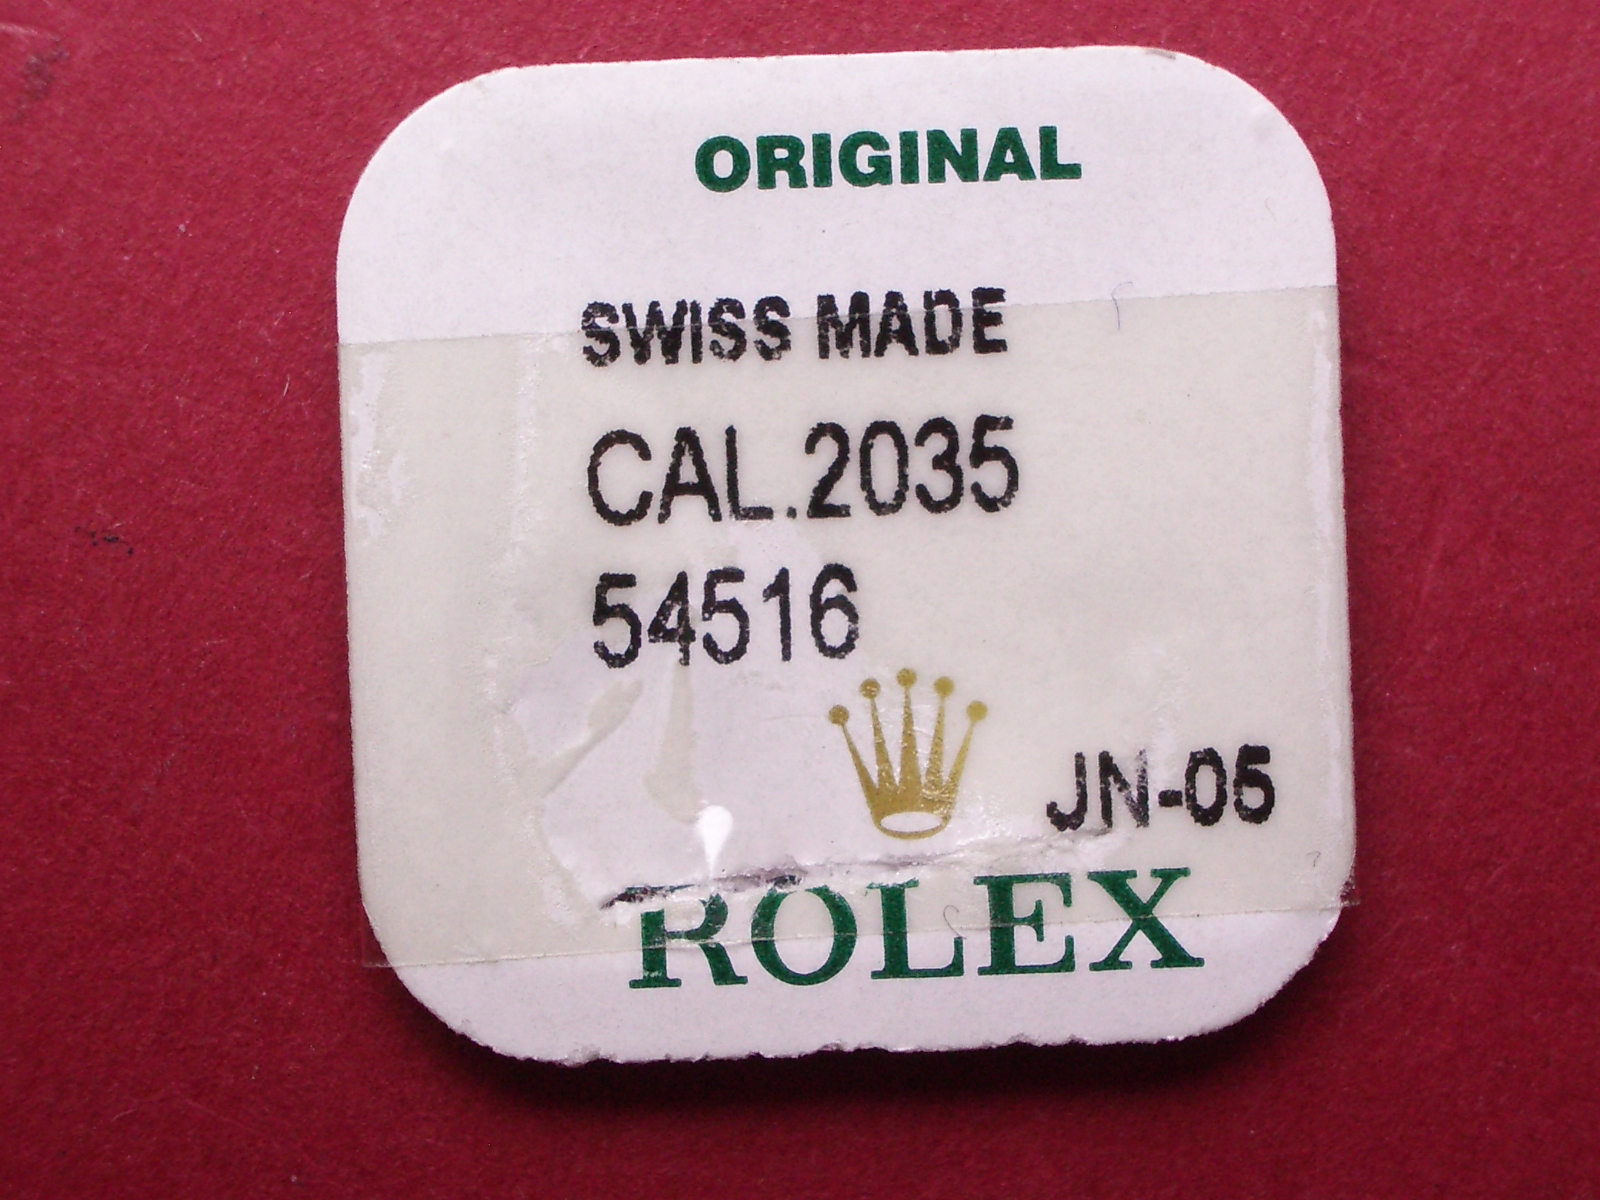 ORIGINAL
SWISS MADE
CAL.2035
54516
JN-05
ROLEX